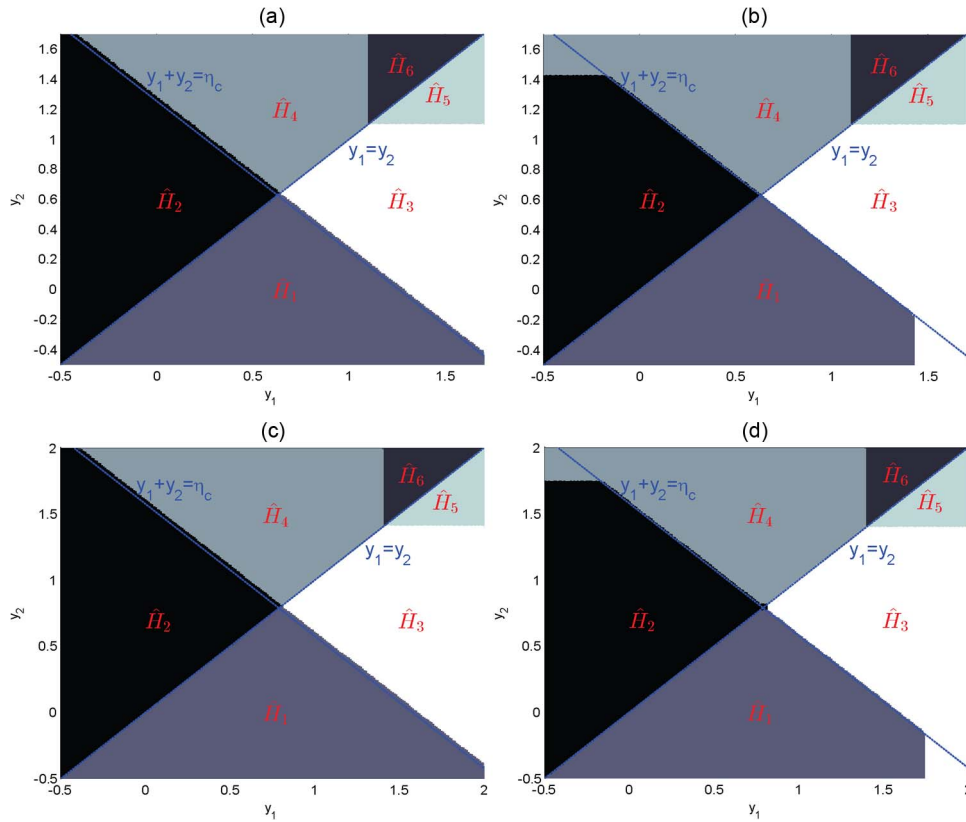 (a)
1.6
1.4
1.2
1
0.8
0.6
0.4
0.2
0
-0.2
-0.4
y₂
y₁+y₂=η_c
Ĥ₆
Ĥ₅
Ĥ₄
y₁=y₂
Ĥ₂
Ĥ₃
Ĥ₁
-0.5 0 0.5 1 1.5
y₁
(b)
1.6
1.4
1.2
1
0.8
0.6
0.4
0.2
0
-0.2
-0.4
y₂
y₁+y₂=η_c
Ĥ₆
Ĥ₅
Ĥ₄
y₁=y₂
Ĥ₂
Ĥ₃
Ĥ₁
-0.5 0 0.5 1 1.5
y₁
(c)
2
1.5
1
0.5
0
-0.5
y₂
y₁+y₂=η_c
Ĥ₆
Ĥ₅
Ĥ₄
y₁=y₂
Ĥ₂
Ĥ₃
Ĥ₁
-0.5 0 0.5 1 1.5 2
y₁
(d)
2
1.5
1
0.5
0
-0.5
y₂
y₁+y₂=η_c
Ĥ₆
Ĥ₅
Ĥ₄
y₁=y₂
Ĥ₂
Ĥ₃
Ĥ₁
-0.5 0 0.5 1 1.5 2
y₁